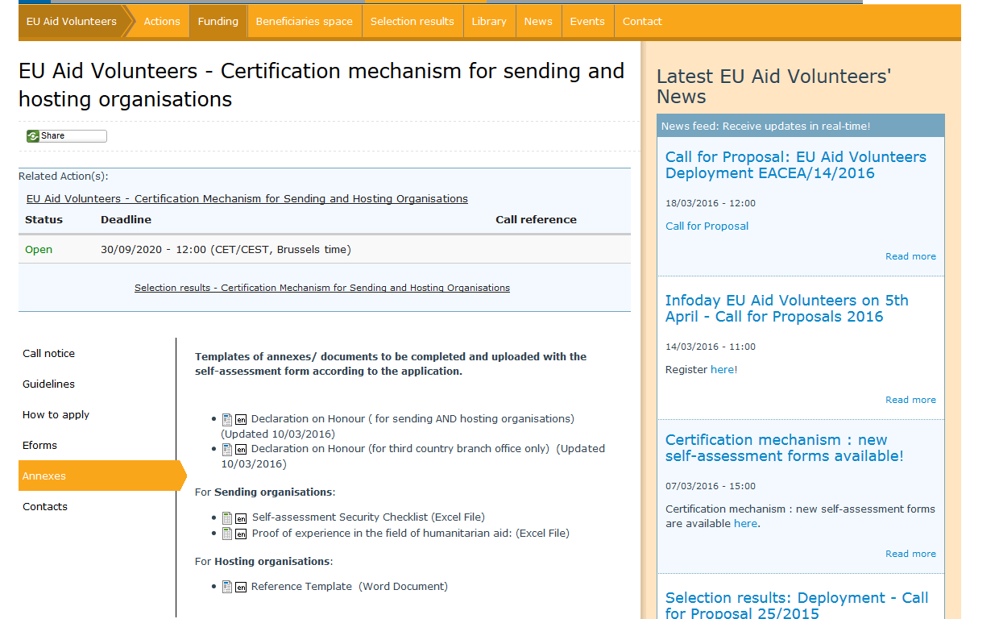 EU Aid Volunteers
Actions
Funding
Beneficiaries space
Selection results
Library
News
Events
Contact
EU Aid Volunteers - Certification mechanism for sending and
hosting organisations
Share
Related Action(s):
EU Aid Volunteers - Certification Mechanism for Sending and Hosting Organisations
Status Deadline Call reference
Open 30/09/2020 - 12:00 (CET/CEST, Brussels time)
Selection results - Certification Mechanism for Sending and Hosting Organisations
Call notice
Guidelines
How to apply
Eforms
Annexes
Contacts
Templates of annexes/ documents to be completed and uploaded with the
self-assessment form according to the application.
• en Declaration on Honour ( for sending AND hosting organisations)
(Updated 10/03/2016)
• en Declaration on Honour (for third country branch office only) (Updated
10/03/2016)
For Sending organisations:
• en Self-assessment Security Checklist (Excel File)
• en Proof of experience in the field of humanitarian aid: (Excel File)
For Hosting organisations:
• en Reference Template (Word Document)
Latest EU Aid Volunteers'
News
News feed: Receive updates in real-time!
Call for Proposal: EU Aid Volunteers
Deployment EACEA/14/2016
18/03/2016 - 12:00
Call for Proposal
Read more
Infoday EU Aid Volunteers on 5th
April - Call for Proposals 2016
14/03/2016 - 11:00
Register here!
Read more
Certification mechanism : new
self-assessment forms available!
07/03/2016 - 15:00
Certification mechanism : new self-assessment forms
are available here.
Read more
Selection results: Deployment - Call
for Proposal 25/2015